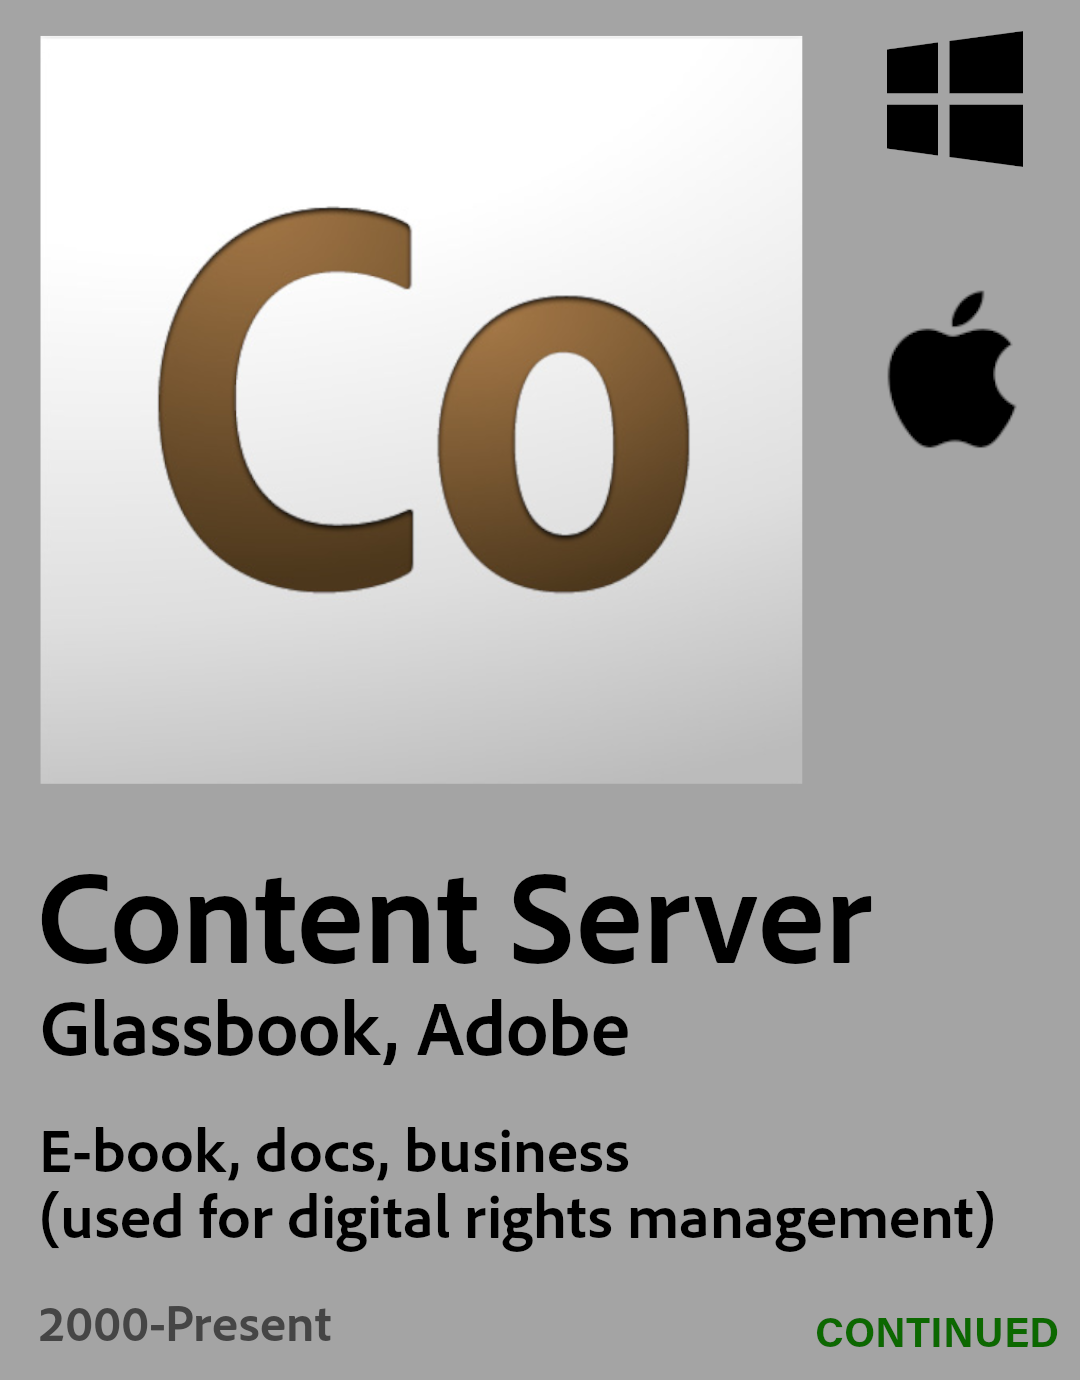 Co
Content Server
Glassbook, Adobe
E-book, docs, business
(used for digital rights management)
2000-Present
CONTINUED